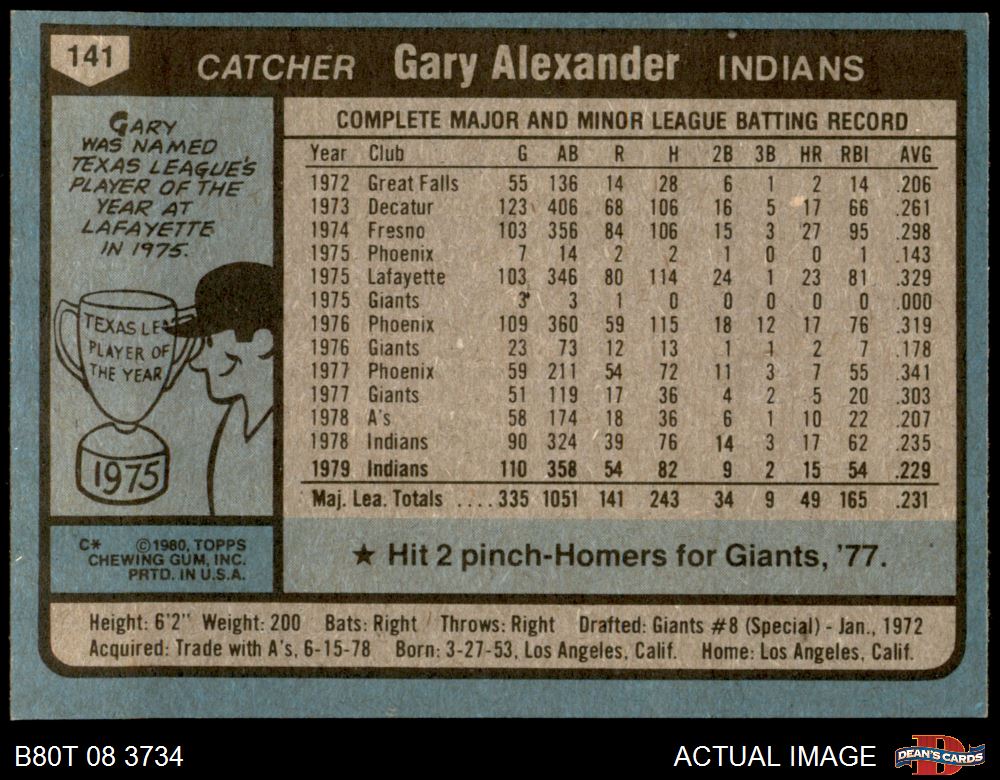 141
CATCHER Gary Alexander INDIANS
GARY
WAS NAMED
TEXAS LEAGUE'S
PLAYER OF THE
YEAR AT
LAFAYETTE
IN 1975.
TEXAS LEA
PLAYER OF
THE YEAR
1975
C* ©1980, TOPPS
CHEWING GUM, INC.
PRTD. IN U.S.A.
COMPLETE MAJOR AND MINOR LEAGUE BATTING RECORD
Year Club G AB R H 2B 3B HR RBI AVG
1972 Great Falls 55 136 14 28 6 1 2 14 .206
1973 Decatur 123 406 68 106 16 5 17 66 .261
1974 Fresno 103 356 84 106 15 3 27 95 .298
1975 Phoenix 7 14 2 2 1 0 0 1 .143
1975 Lafayette 103 346 80 114 24 1 23 81 .329
1975 Giants 3 3 1 0 0 0 0 0 .000
1976 Phoenix 109 360 59 115 18 12 17 76 .319
1976 Giants 23 73 12 13 1 1 2 7 .178
1977 Phoenix 59 211 54 72 11 3 7 55 .341
1977 Giants 51 119 17 36 4 2 5 20 .303
1978 A's 58 174 18 36 6 1 10 22 .207
1978 Indians 90 324 39 76 14 3 17 62 .235
1979 Indians 110 358 54 82 9 2 15 54 .229
Maj. Lea. Totals .... 335 1051 141 243 34 9 49 165 .231
★ Hit 2 pinch-Homers for Giants, '77.
Height: 6'2" Weight: 200 Bats: Right Throws: Right Drafted: Giants #8 (Special) - Jan., 1972
Acquired: Trade with A's, 6-15-78 Born: 3-27-53, Los Angeles, Calif. Home: Los Angeles, Calif.
B80T 08 3734 ACTUAL IMAGE DEAN'S CARDS